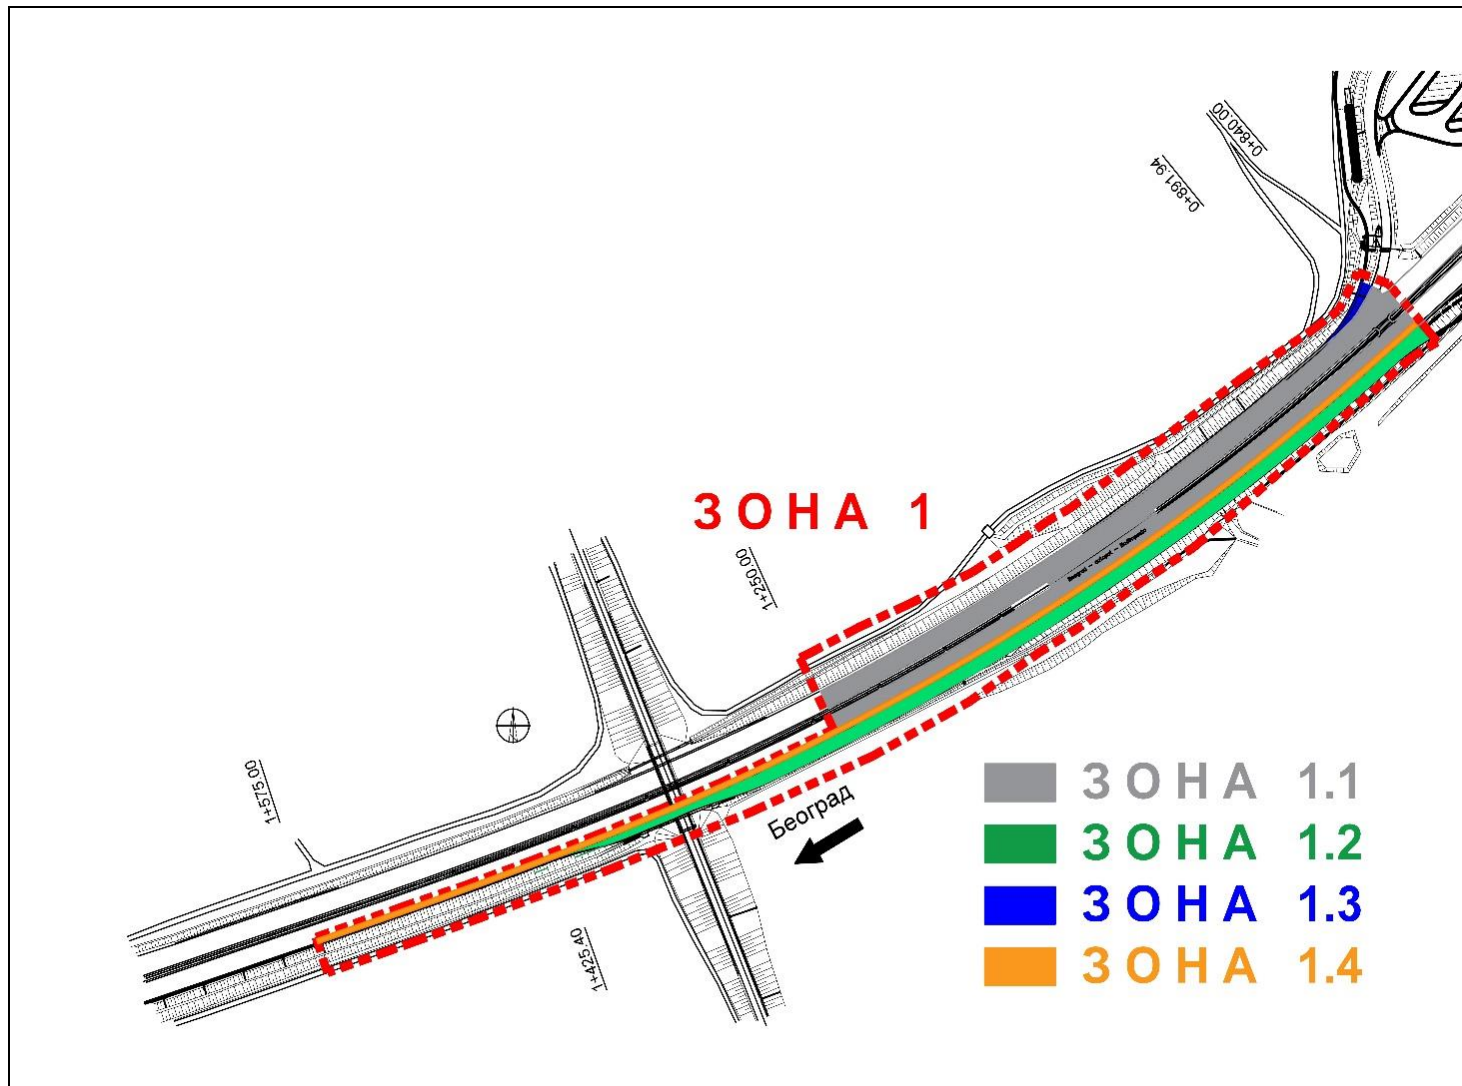 0+840.00
0+891.94
ЗОНА 1
1+250.00
1+575.00
Београд
1+425.40
ЗОНА 1.1
ЗОНА 1.2
ЗОНА 1.3
ЗОНА 1.4